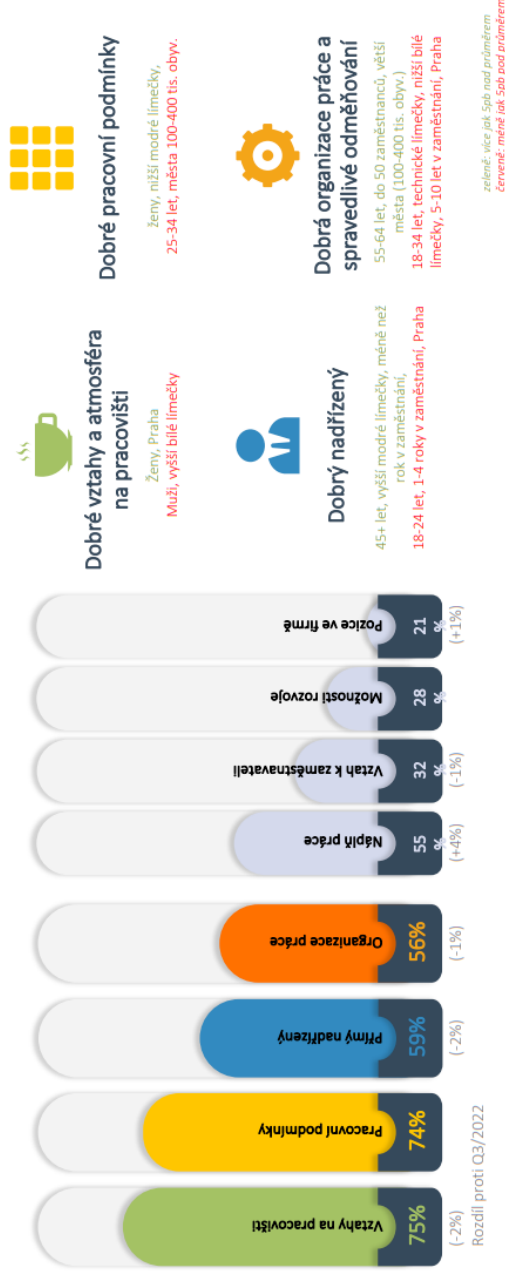 Vztahy na pracovišti
75%
(-2%)
Pracovní podmínky
74%
Přímý nadřízený
59%
(-2%)
Organizace práce
56%
(-1%)
Náplň práce
55
%
(+4%)
Vztah k zaměstnavateli
32
%
(-1%)
Možnosti rozvoje
28
%
Pozice ve firmě
21
%
(+1%)
Rozdíl proti Q3/2022
Dobré vztahy a atmosféra
na pracovišti
Ženy, Praha
Muži, vyšší bílé límečky
Dobré pracovní podmínky
ženy, nižší modré límečky,
25-34 let, města 100-400 tis. obyv.
Dobrý nadřízený
45+ let, vyšší modré límečky, méně než
rok v zaměstnání,
18-24 let, 1-4 roky v zaměstnání, Praha
Dobrá organizace práce a
spravedlivé odměňování
55-64 let, do 50 zaměstnanců, větší
města (100-400 tis. obyv.)
18-34 let, technické límečky, nižší bílé
límečky, 5-10 let v zaměstnání, Praha
zeleně: více jak 5pb nad průměrem
červeně: méně jak 5pb pod průměrem